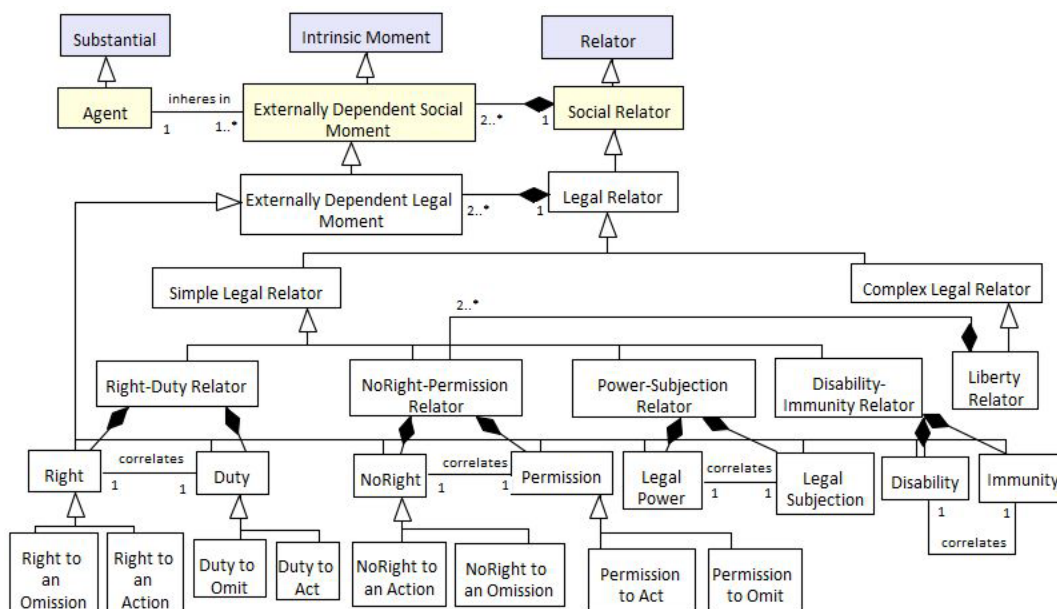 Substantial
Intrinsic Moment
Relator
Agent
inheres in
1
1..*
Externally Dependent Social
Moment
2..*
1
Social Relator
Externally Dependent Legal
Moment
2..*
1
Legal Relator
Simple Legal Relator
Complex Legal Relator
2..*
Right-Duty Relator
NoRight-Permission
Relator
Power-Subjection
Relator
Disability-
Immunity Relator
Liberty
Relator
Right
correlates
1
1
Duty
NoRight
correlates
1
1
Permission
Legal
Power
correlates
1
1
Legal
Subjection
Disability
1
Immunity
1
correlates
Right to
an
Omission
Right to
an
Action
Duty to
Omit
Duty to
Act
NoRight to
an Action
NoRight to
an Omission
Permission
to Act
Permission
to Omit